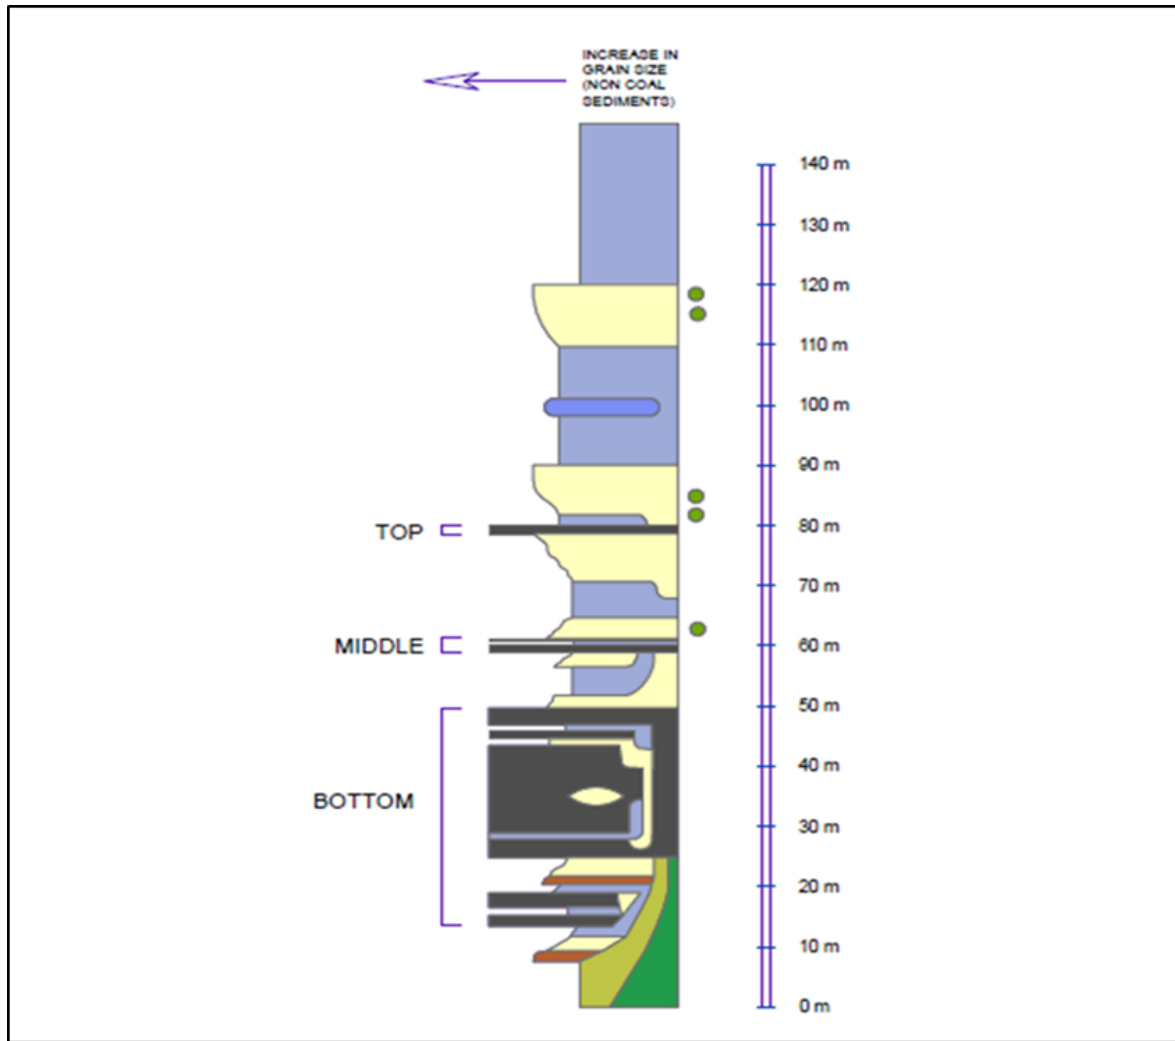 INCREASE IN
GRAIN SIZE
(NON COAL
SEDIMENTS)
140 m
130 m
120 m
110 m
100 m
90 m
80 m
TOP
70 m
60 m
MIDDLE
50 m
40 m
BOTTOM
30 m
20 m
10 m
0 m